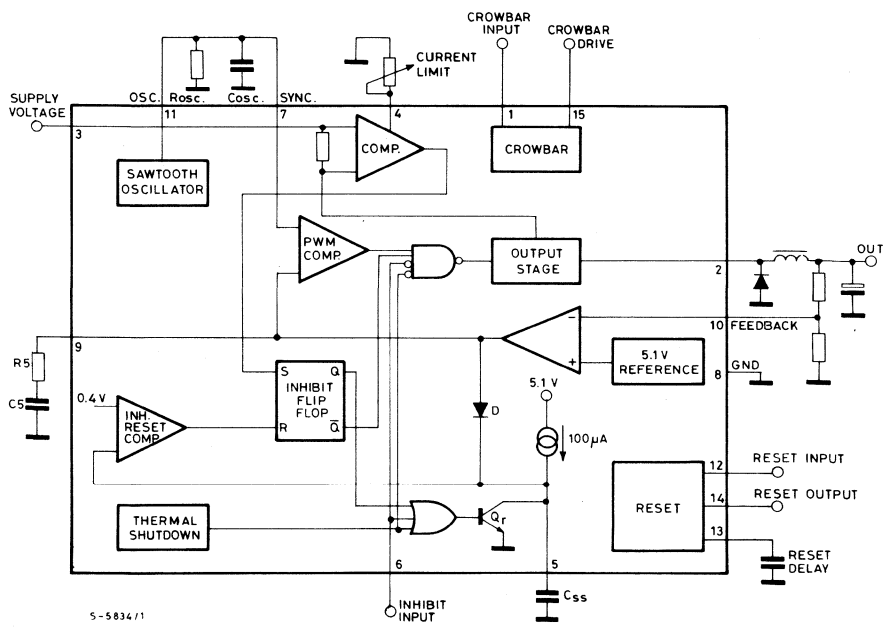 CROWBAR
INPUT
CROWBAR
DRIVE
CURRENT
LIMIT
SUPPLY
VOLTAGE
OSC. Rosc. Cosc. SYNC.
11
7
4
1
15
3
COMP.
CROWBAR
SAWTOOTH
OSCILLATOR
PWM
COMP.
OUTPUT
STAGE
2
OUT
9
10 FEEDBACK
−
+
5.1 V
REFERENCE
8
GND
R5
C5
0.4 V
INH.
RESET
COMP.
S
Q
INHIBIT
FLIP
FLOP
R
Q̅
D
5.1 V
100µA
12
RESET INPUT
14
RESET OUTPUT
13
RESET
RESET
DELAY
THERMAL
SHUTDOWN
Qr
6
5
INHIBIT
INPUT
Css
S-5834/1